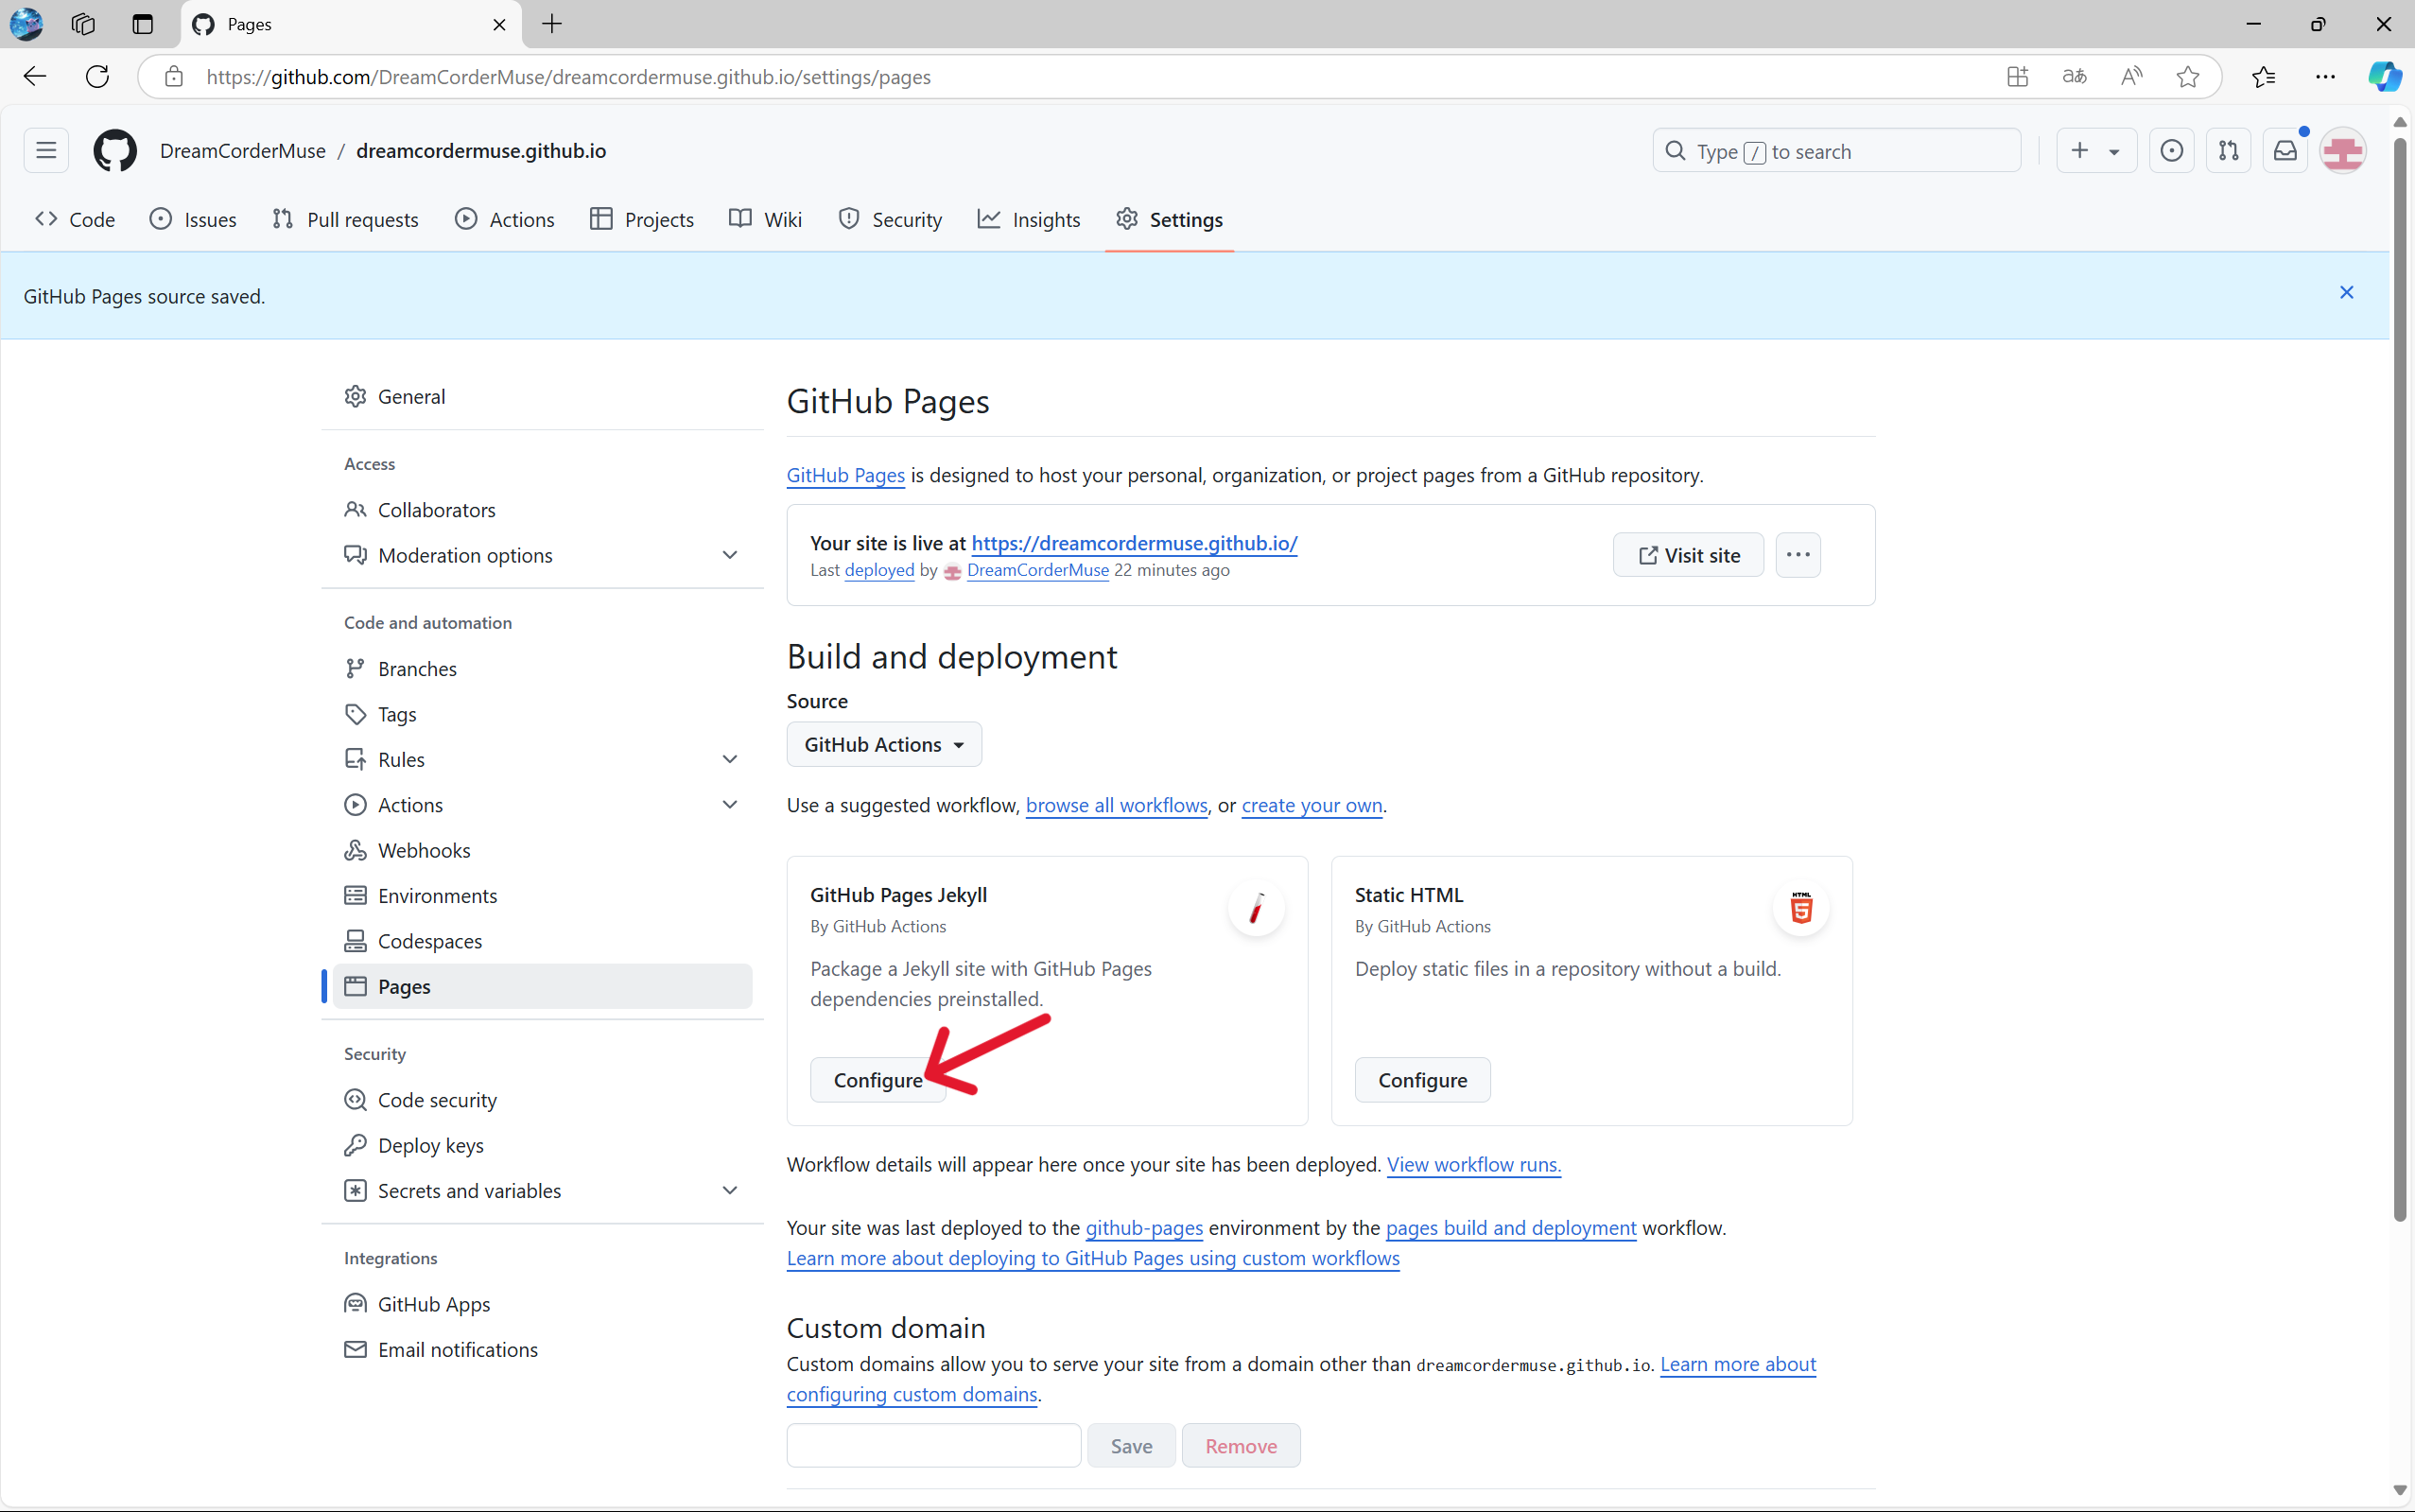 Pages
https://github.com/DreamCorderMuse/dreamcordermuse.github.io/settings/pages
DreamCorderMuse / dreamcordermuse.github.io
Type / to search
Code Issues Pull requests Actions Projects Wiki Security Insights Settings
GitHub Pages source saved.
General
Access
Collaborators
Moderation options
Code and automation
Branches
Tags
Rules
Actions
Webhooks
Environments
Codespaces
Pages
Security
Code security
Deploy keys
Secrets and variables
Integrations
GitHub Apps
Email notifications
GitHub Pages
GitHub Pages is designed to host your personal, organization, or project pages from a GitHub repository.
Your site is live at https://dreamcordermuse.github.io/
Last deployed by DreamCorderMuse 22 minutes ago
Visit site
Build and deployment
Source
GitHub Actions
Use a suggested workflow, browse all workflows, or create your own.
GitHub Pages Jekyll
By GitHub Actions
Package a Jekyll site with GitHub Pages
dependencies preinstalled.
Configure
Static HTML
By GitHub Actions
Deploy static files in a repository without a build.
Configure
HTML
5
Workflow details will appear here once your site has been deployed. View workflow runs.
Your site was last deployed to the github-pages environment by the pages build and deployment workflow.
Learn more about deploying to GitHub Pages using custom workflows
Custom domain
Custom domains allow you to serve your site from a domain other than dreamcordermuse.github.io. Learn more about
configuring custom domains.
Save Remove